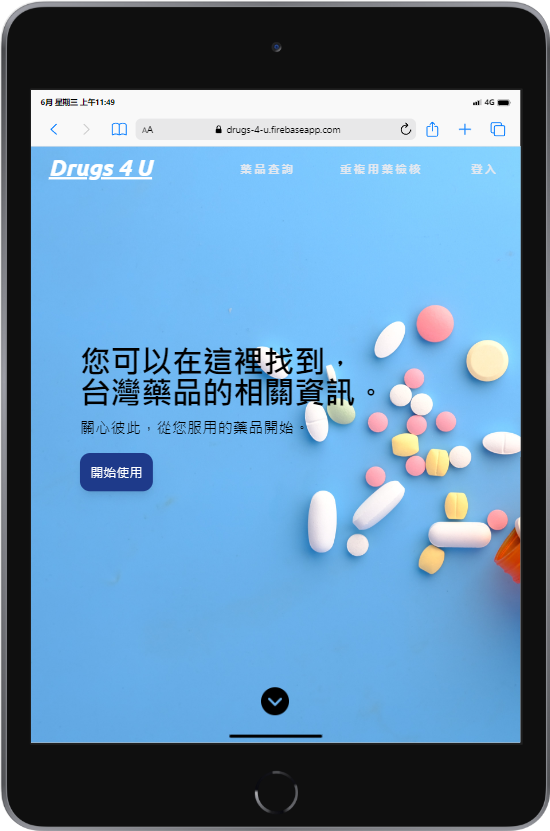 6月 星期三 上午11:49
4G
AA
drugs-4-u.firebaseapp.com
Drugs 4 U
藥品查詢
重複用藥檢核
登入
您可以在這裡找到，
台灣藥品的相關資訊。
關心彼此，從您服用的藥品開始。
開始使用